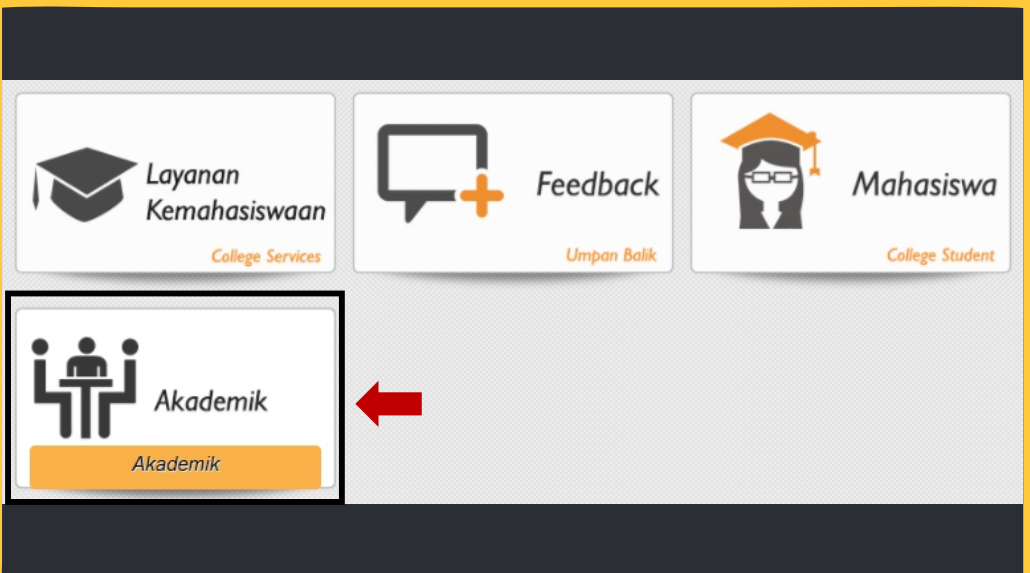 Layanan
Kemahasiswaan
College Services
Feedback
Umpan Balik
Mahasiswa
College Student
Akademik
Akademik